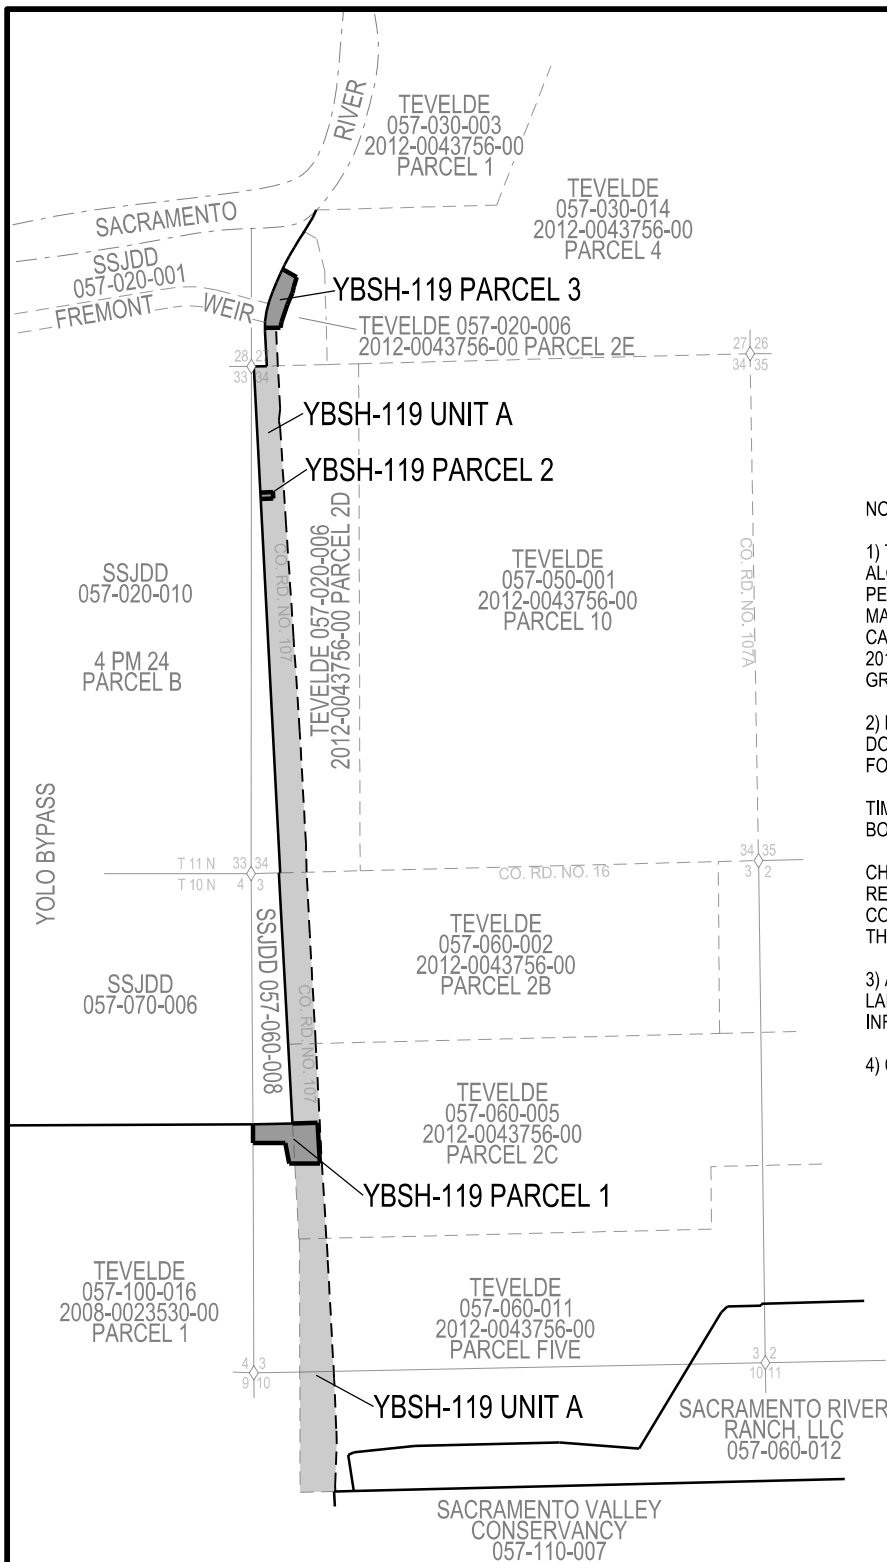 TEVELDE
057-030-003
2012-0043756-00
PARCEL 1
RIVER
SACRAMENTO
TEVELDE
057-030-014
2012-0043756-00
PARCEL 4
SSJDD
057-020-001
FREMONT WEIR
YBSH-119 PARCEL 3
TEVELDE 057-020-006
2012-0043756-00 PARCEL 2E
28 27
33 34
27 26
34 35
YBSH-119 UNIT A
YBSH-119 PARCEL 2
CO. RD. NO. 107
TEVELDE 057-020-006
2012-0043756-00 PARCEL 2D
TEVELDE
057-050-001
2012-0043756-00
PARCEL 10
CO. RD. NO. 107A
SSJDD
057-020-010
4 PM 24
PARCEL B
YOLO BYPASS
T 11 N 33 34
T 10 N 4 3
CO. RD. NO. 16
34 35
3 2
SSJDD
057-070-006
SSJDD 057-060-008
CO. RD. NO. 107
TEVELDE
057-060-002
2012-0043756-00
PARCEL 2B
TEVELDE
057-060-005
2012-0043756-00
PARCEL 2C
YBSH-119 PARCEL 1
TEVELDE
057-100-016
2008-0023530-00
PARCEL 1
TEVELDE
057-060-011
2012-0043756-00
PARCEL FIVE
4 3
9 10
3 2
10 11
YBSH-119 UNIT A
SACRAMENTO RIVER
RANCH, LLC
057-060-012
SACRAMENTO VALLEY
CONSERVANCY
057-110-007
NO
1)
ALO
PE
MA
CA
201
GR
2)
DO
FO
TIM
BO
CH
RE
CO
TH
3)
LA
INF
4)